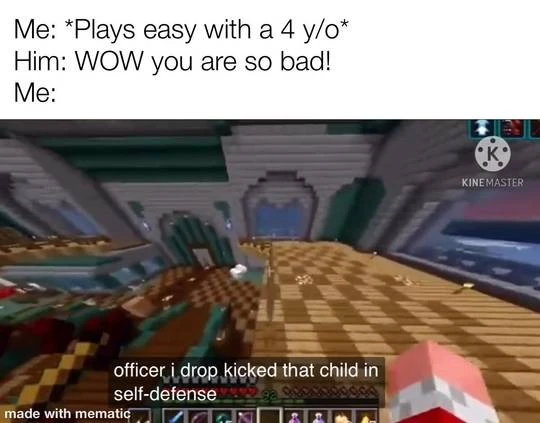 Me: *Plays easy with a 4 y/o*
Him: WOW you are so bad!
Me:
K
KINEMASTER
officer i drop kicked that child in
self-defense
made with mematic